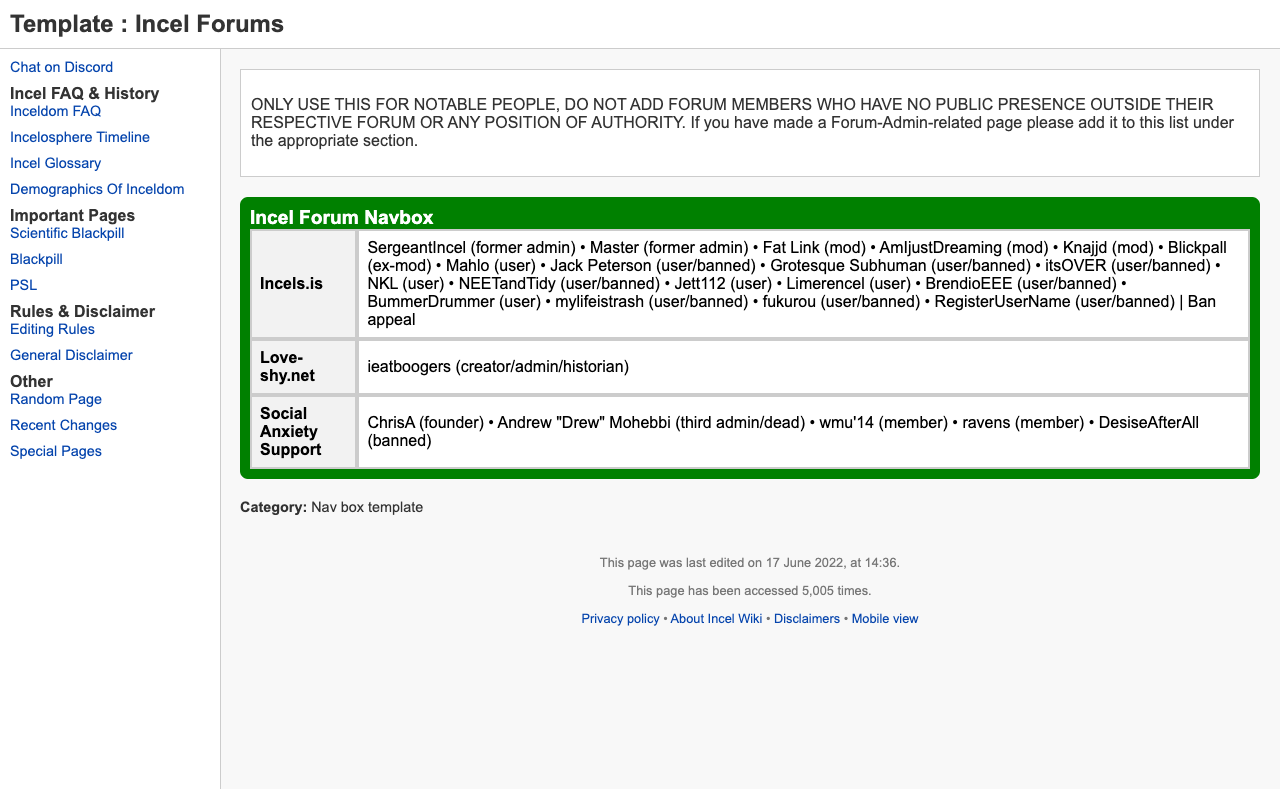 Template : Incel Forums
Chat on Discord
Incel FAQ & History
Inceldom FAQ
Incelosphere Timeline
Incel Glossary
Demographics Of Inceldom
Important Pages
Scientific Blackpill
Blackpill
PSL
Rules & Disclaimer
Editing Rules
General Disclaimer
Other
Random Page
Recent Changes
Special Pages
ONLY USE THIS FOR NOTABLE PEOPLE, DO NOT ADD FORUM MEMBERS WHO HAVE NO PUBLIC PRESENCE OUTSIDE THEIR
RESPECTIVE FORUM OR ANY POSITION OF AUTHORITY. If you have made a Forum-Admin-related page please add it to this list under
the appropriate section.
Incel Forum Navbox
Incels.is
SergeantIncel (former admin) • Master (former admin) • Fat Link (mod) • AmIjustDreaming (mod) • Knajjd (mod) • Blickpall
(ex-mod) • Mahlo (user) • Jack Peterson (user/banned) • Grotesque Subhuman (user/banned) • itsOVER (user/banned) •
NKL (user) • NEETandTidy (user/banned) • Jett112 (user) • Limerencel (user) • BrendioEEE (user/banned) •
BummerDrummer (user) • mylifeistrash (user/banned) • fukurou (user/banned) • RegisterUserName (user/banned) | Ban
appeal
Love-
shy.net
ieatboogers (creator/admin/historian)
Social
Anxiety
Support
ChrisA (founder) • Andrew "Drew" Mohebbi (third admin/dead) • wmu'14 (member) • ravens (member) • DesiseAfterAll
(banned)
Category: Nav box template
This page was last edited on 17 June 2022, at 14:36.
This page has been accessed 5,005 times.
Privacy policy • About Incel Wiki • Disclaimers • Mobile view